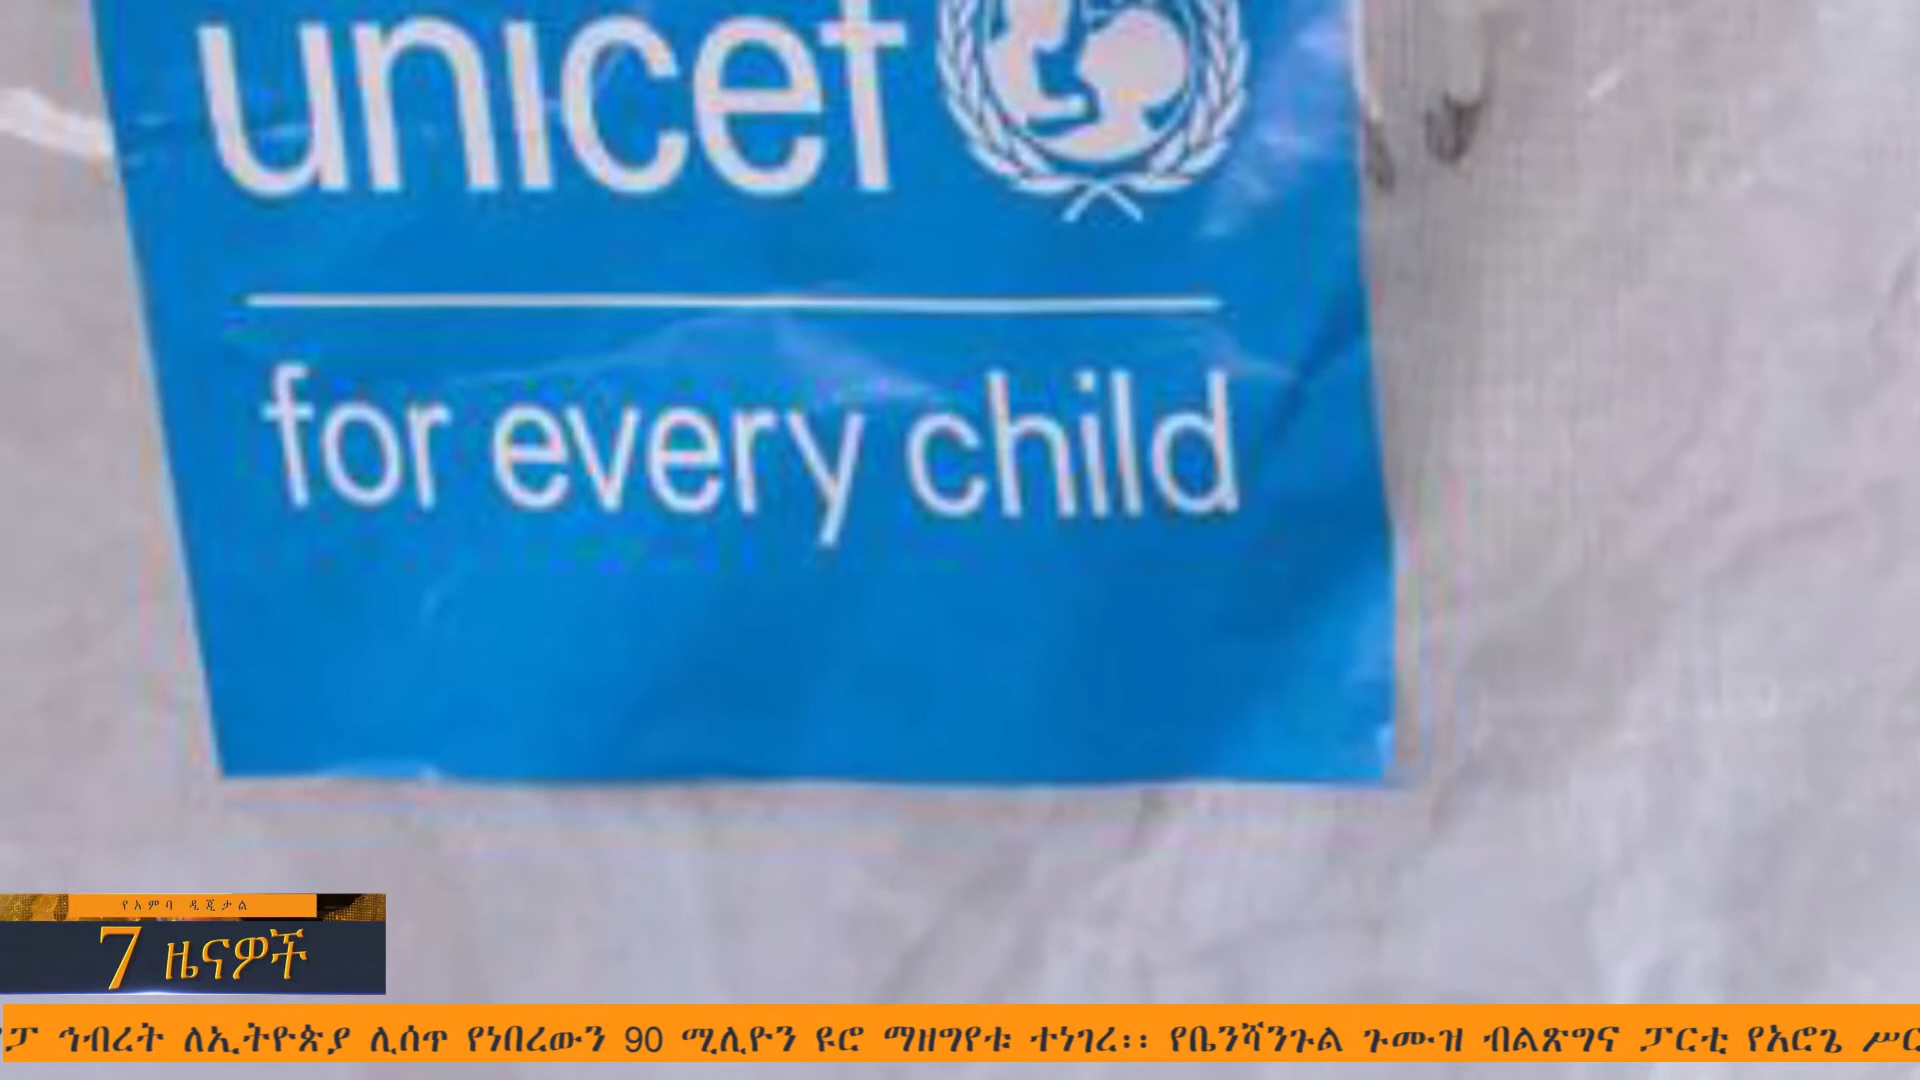 unicef
for every child
የአምባ ዲጂታል
7 ዜናዎች
ኅብረት ለኢትዮጵያ ሊሰጥ የነበረውን 90 ሚሊዮን ዩሮ ማዘግየቱ ተነገረ፡፡ የቤንሻንጉል ጉሙዝ ብልጽግና ፓርቲ የአሮጌ